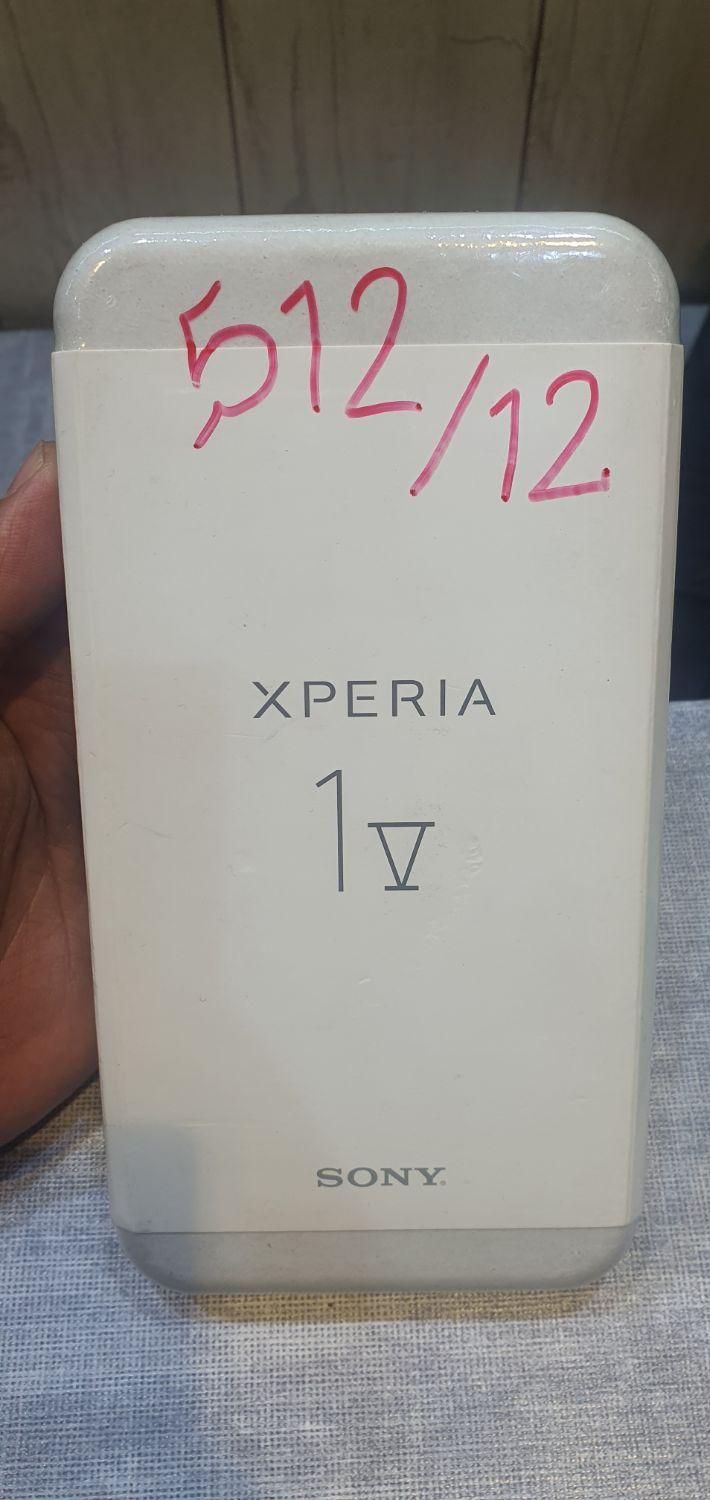 512/12
XPERIA
1 V
SONY